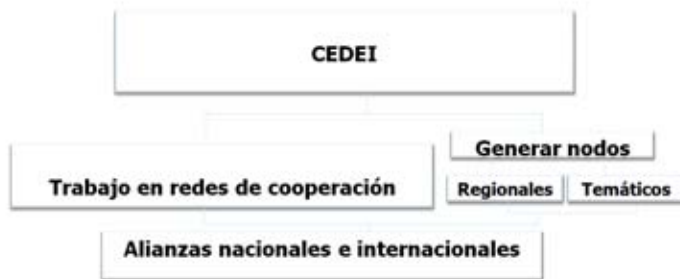 CEDEI
Generar nodos
Trabajo en redes de cooperación
Regionales
Temáticos
Alianzas nacionales e internacionales